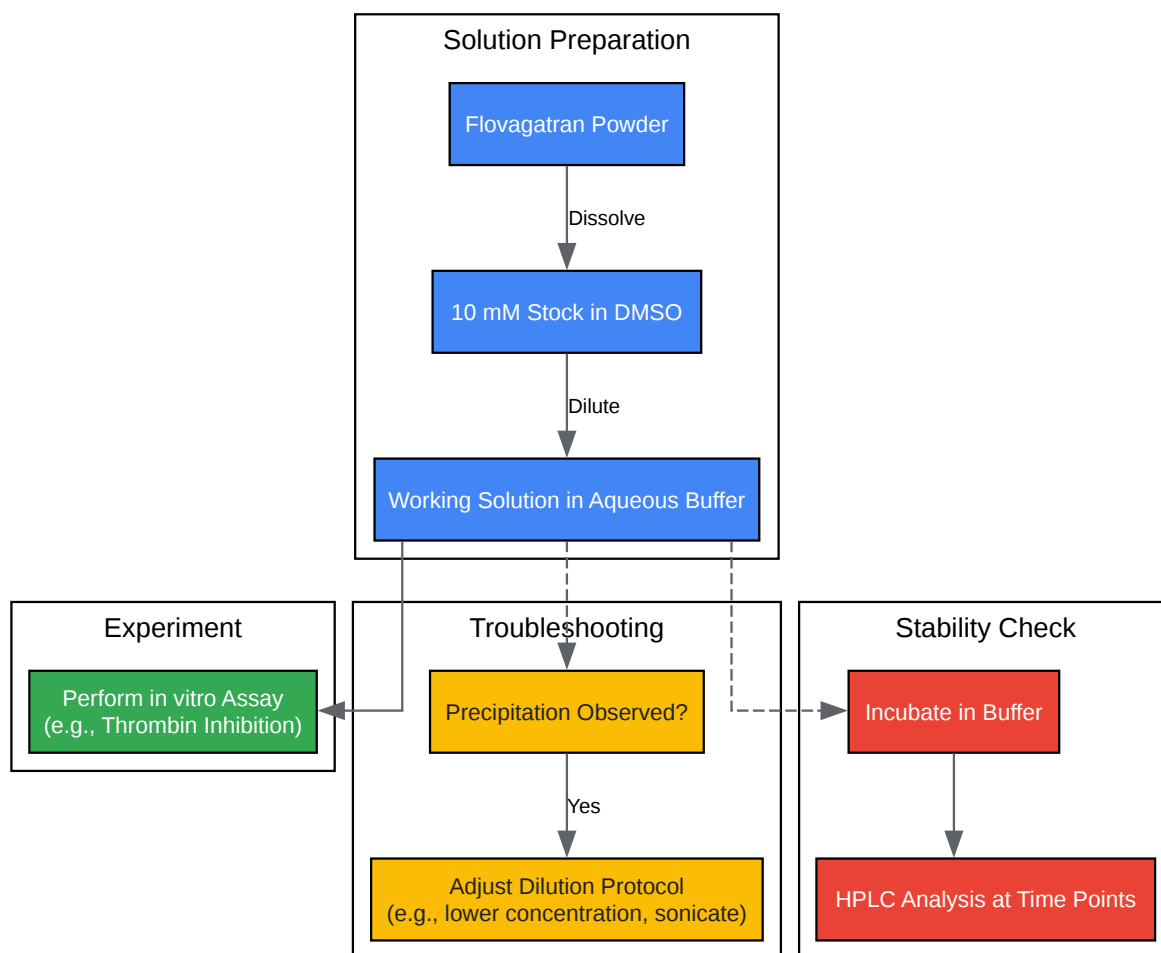 Solution Preparation
Flovagatran Powder
Dissolve
10 mM Stock in DMSO
Dilute
Working Solution in Aqueous Buffer
Experiment
Perform in vitro Assay
(e.g., Thrombin Inhibition)
Troubleshooting
Precipitation Observed?
Yes
Adjust Dilution Protocol
(e.g., lower concentration, sonicate)
Stability Check
Incubate in Buffer
HPLC Analysis at Time Points